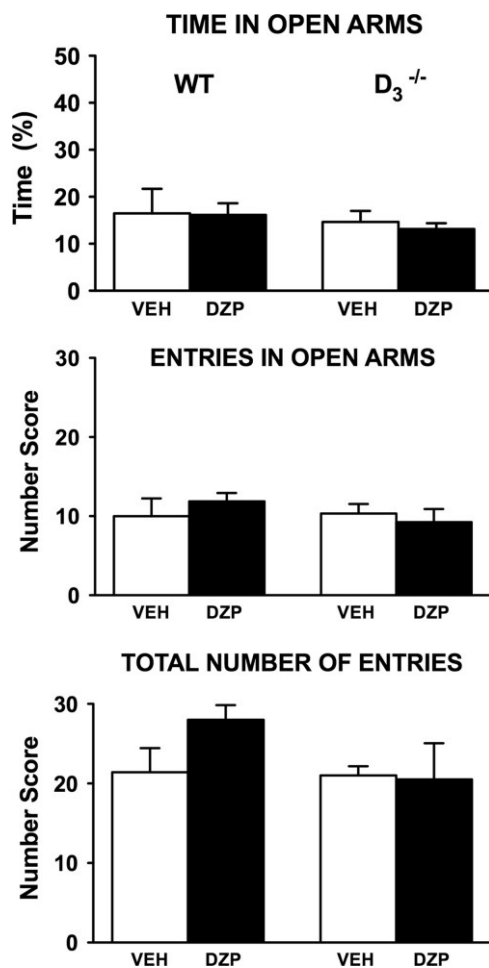 TIME IN OPEN ARMS
WT D₃ ⁻/⁻
Time (%)
50
40
30
20
10
0
VEH DZP VEH DZP
ENTRIES IN OPEN ARMS
Number Score
30
20
10
0
VEH DZP VEH DZP
TOTAL NUMBER OF ENTRIES
Number Score
30
20
10
0
VEH DZP VEH DZP